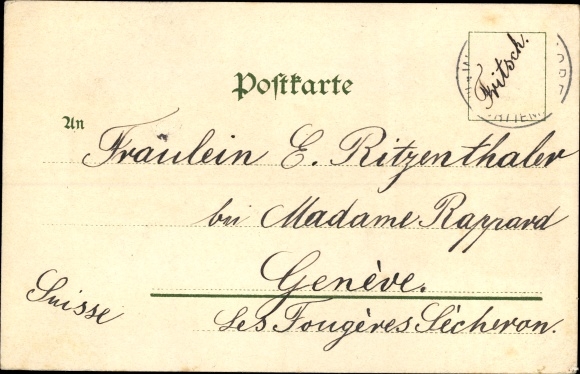 Fritsch.
Postkarte
An
Fräulein E. Ritzenthaler
bei Madame Rappard
Genève.
Suisse
Les Fougères Sécheron.